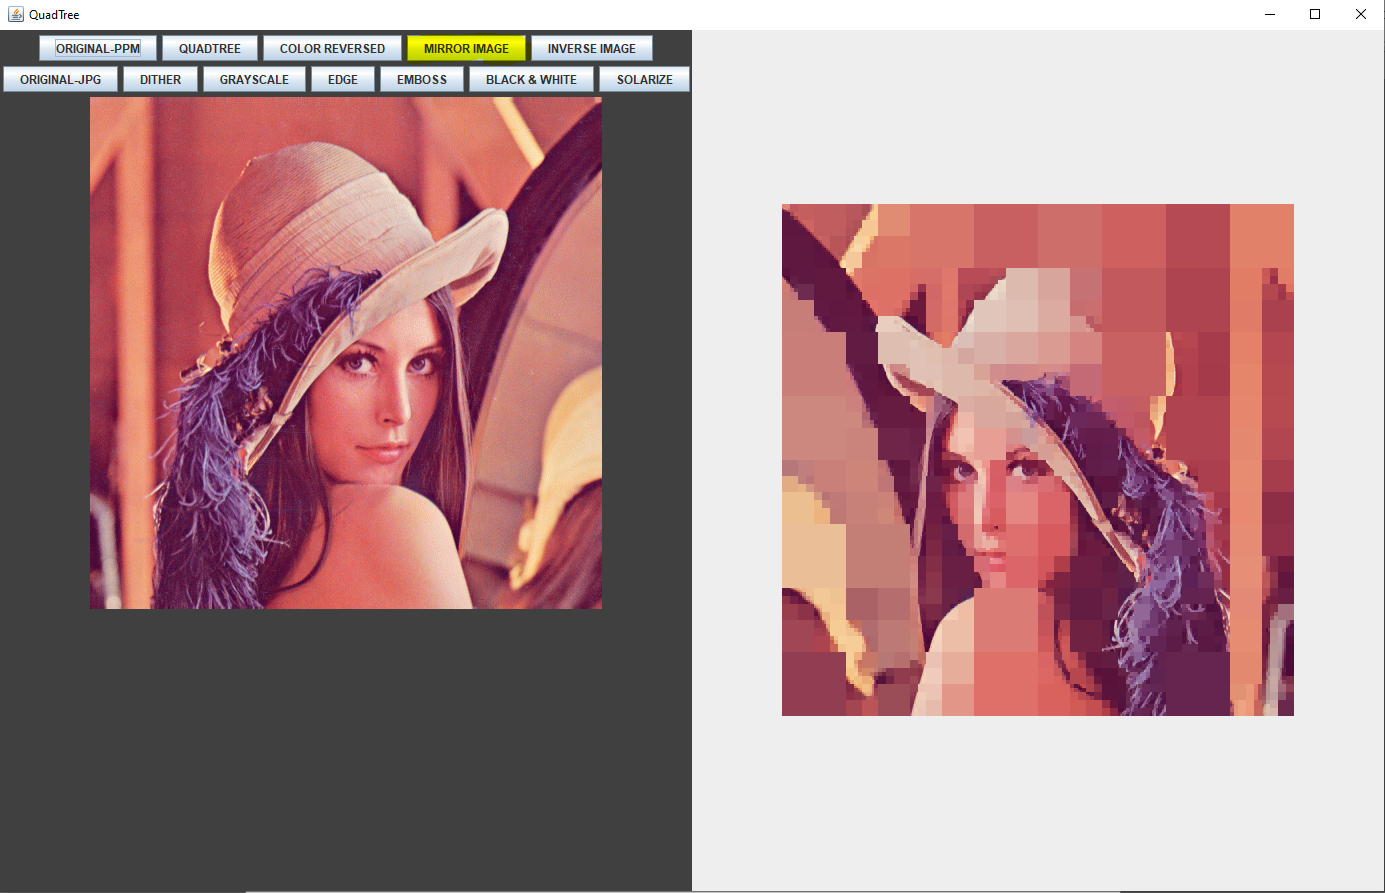 QuadTree
ORIGINAL-PPM QUADTREE COLOR REVERSED MIRROR IMAGE INVERSE IMAGE
ORIGINAL-JPG DITHER GRAYSCALE EDGE EMBOSS BLACK & WHITE SOLARIZE